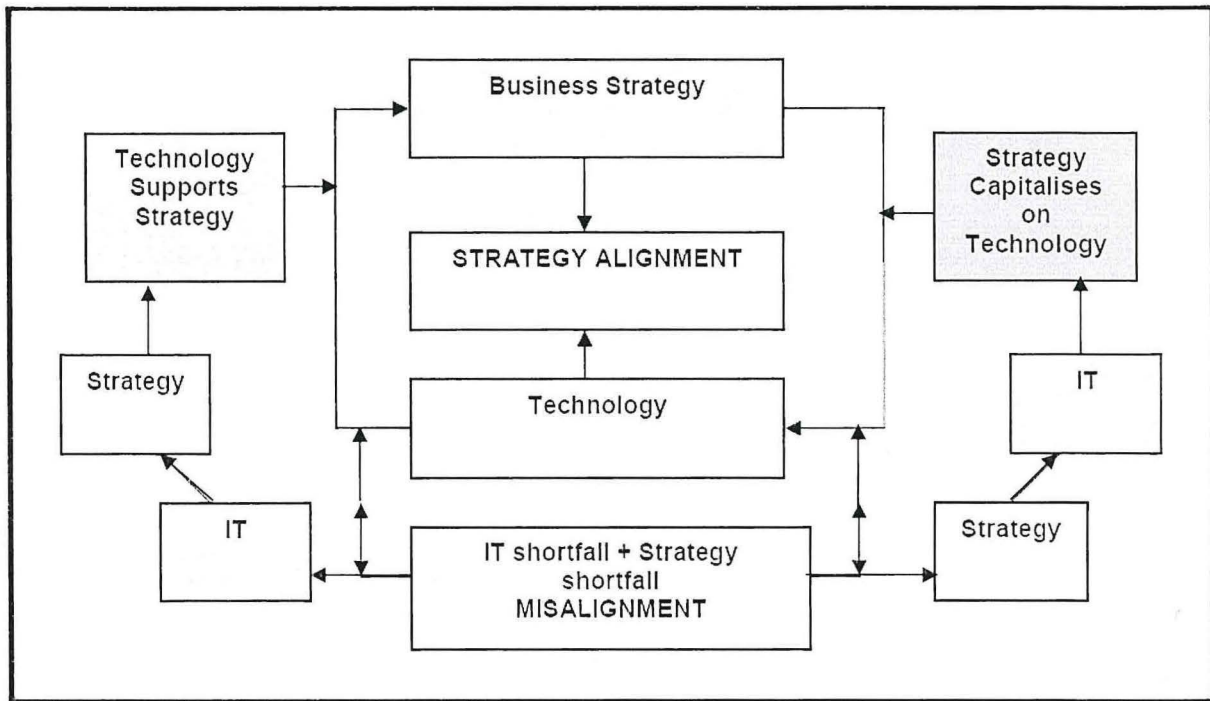 Business Strategy
Technology
Supports
Strategy
Strategy
Capitalises
on
Technology
STRATEGY ALIGNMENT
Strategy
Technology
IT
IT
IT shortfall + Strategy
shortfall
MISALIGNMENT
Strategy